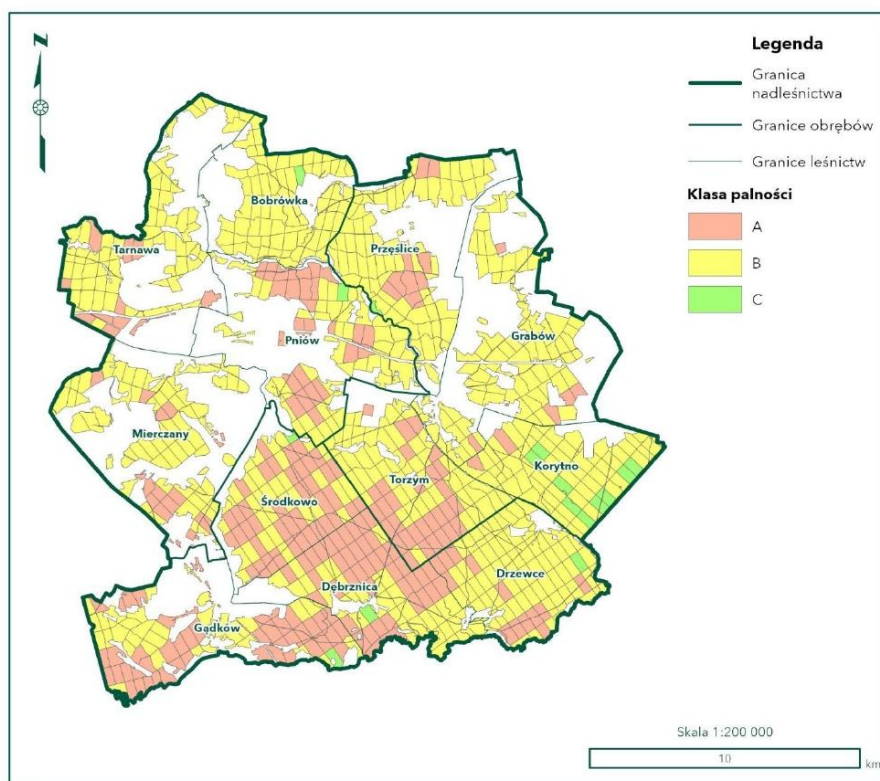 N
Legenda
Granica
nadleśnictwa
Granice obrębów
Granice leśnictw
Klasa palności
A
B
C
Bobrówka
Tarnawa
Przęślice
Grabów
Pniów
Mierczany
Korytno
Torzym
Środkowo
Drzewce
Dębrznica
Gądków
Skala 1:200 000
10
km